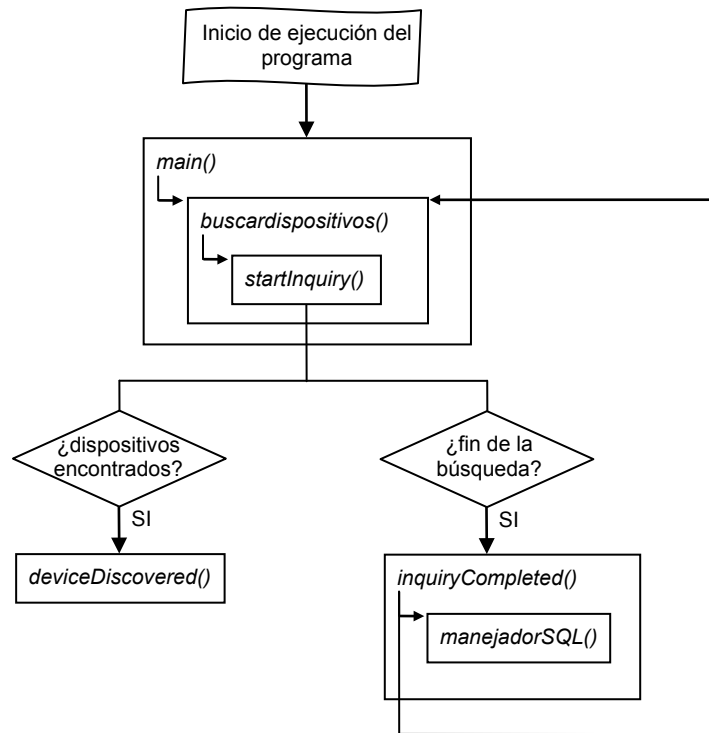 Inicio de ejecución del
programa
main()
buscardispositivos()
startInquiry()
¿dispositivos
encontrados?
¿fin de la
búsqueda?
SI
SI
deviceDiscovered()
inquiryCompleted()
manejadorSQL()